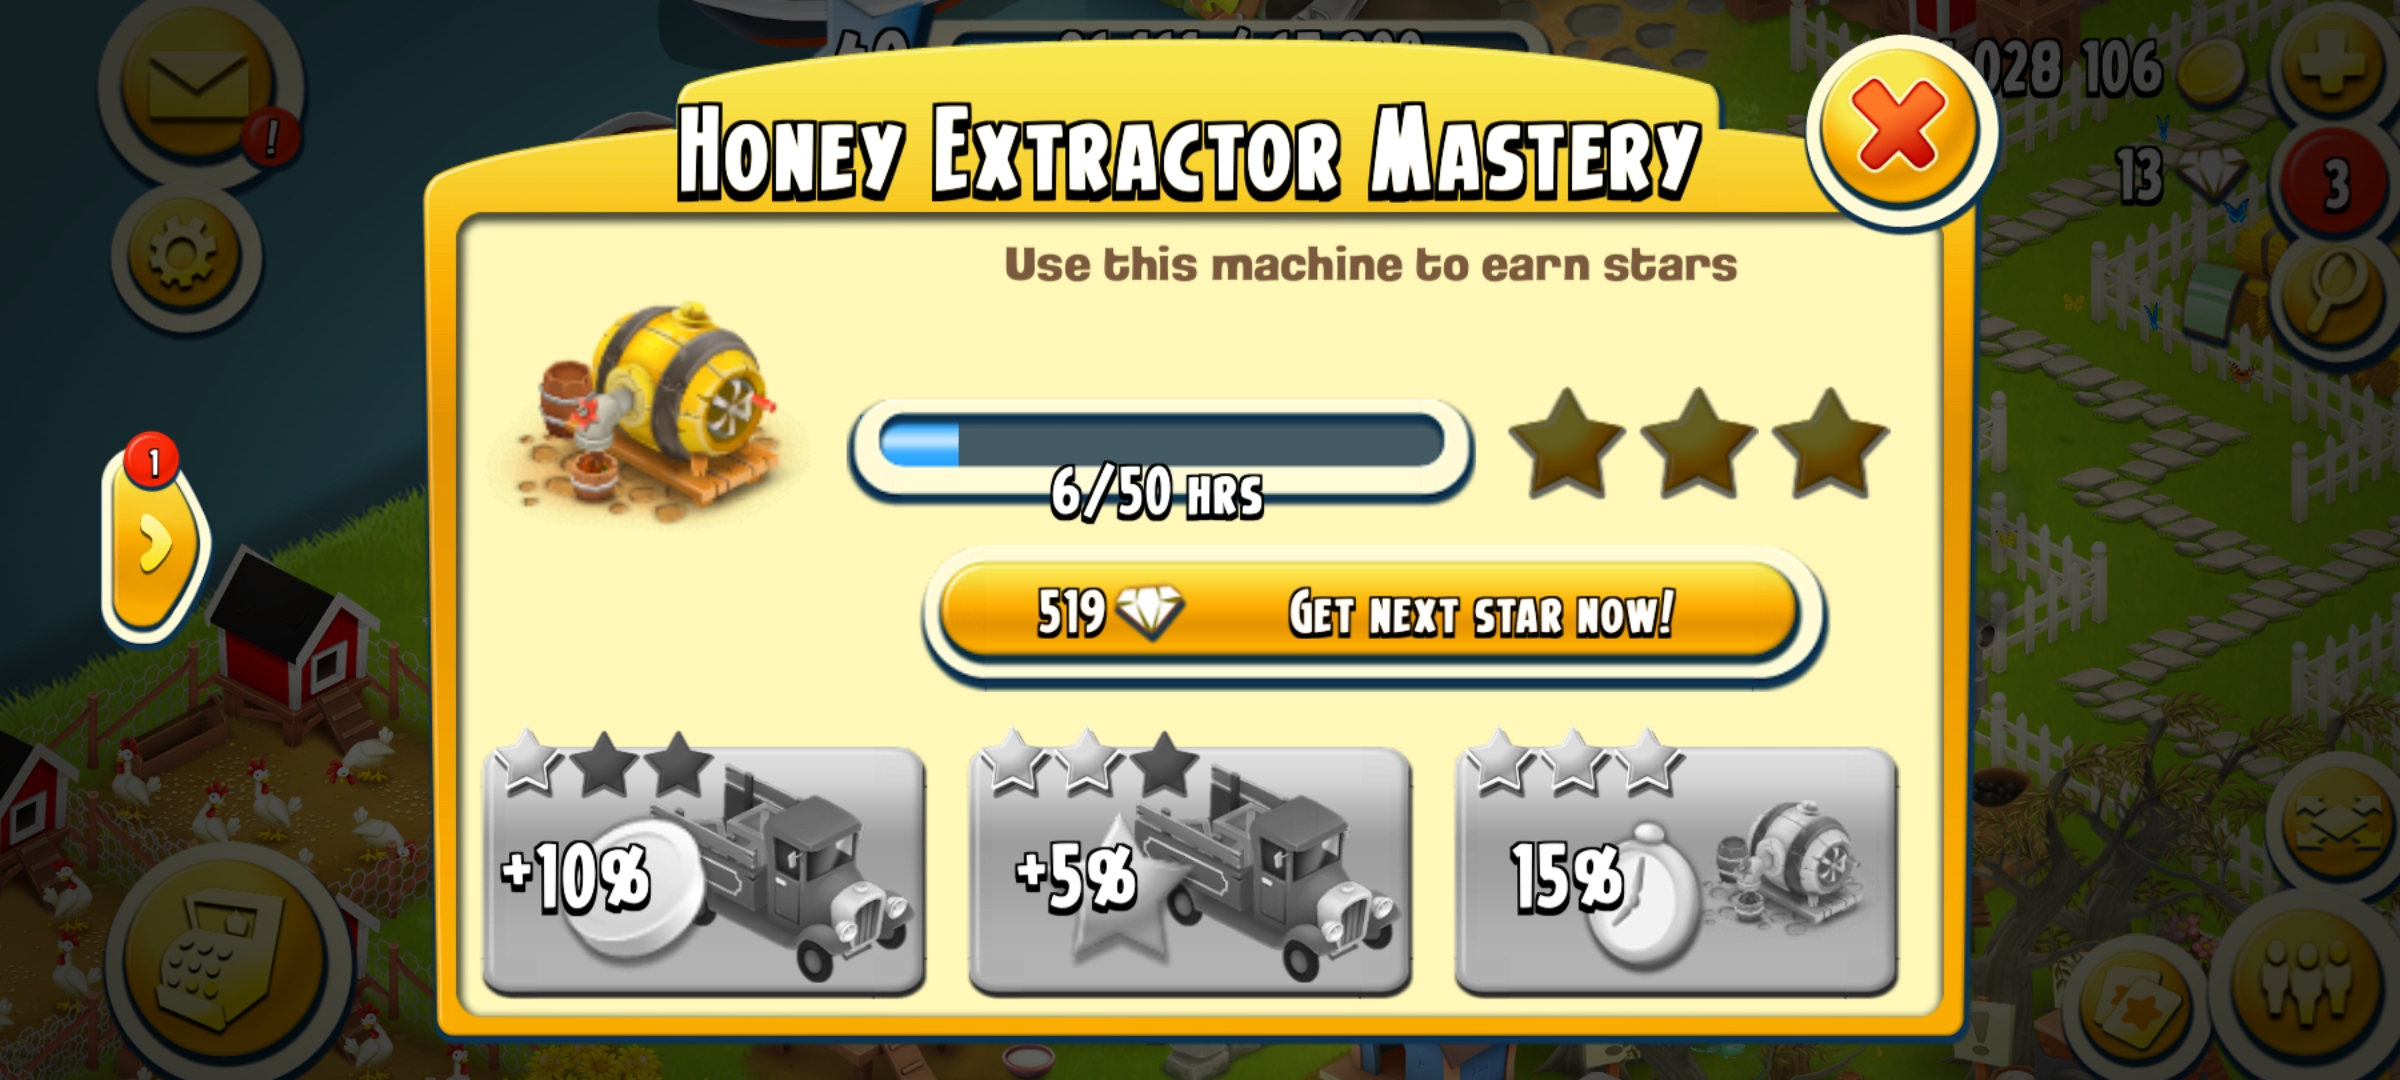 028 106
!
Honey Extractor Mastery
13
3
Use this machine to earn stars
1
6/50 hrs
519 Get next star now!
+10%
+5%
15%